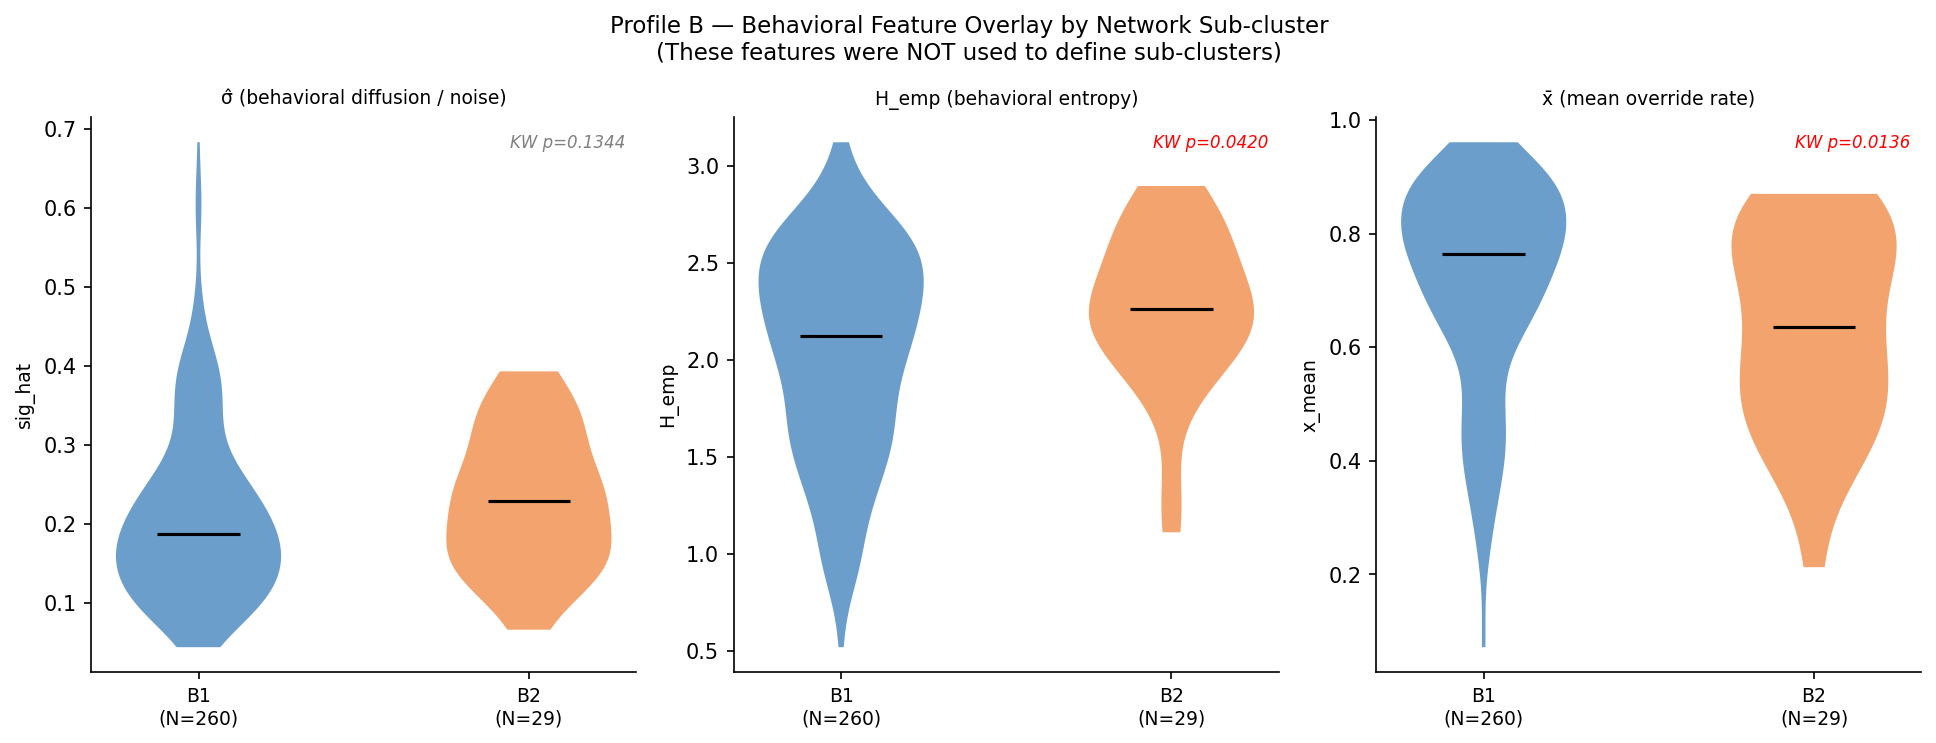 Profile B — Behavioral Feature Overlay by Network Sub-cluster
(These features were NOT used to define sub-clusters)
σ̂ (behavioral diffusion / noise)
KW p=0.1344
sig_hat
0.7
0.6
0.5
0.4
0.3
0.2
0.1
B1
(N=260)
B2
(N=29)
H_emp (behavioral entropy)
KW p=0.0420
H_emp
3.0
2.5
2.0
1.5
1.0
0.5
B1
(N=260)
B2
(N=29)
x̄ (mean override rate)
KW p=0.0136
x_mean
1.0
0.8
0.6
0.4
0.2
B1
(N=260)
B2
(N=29)